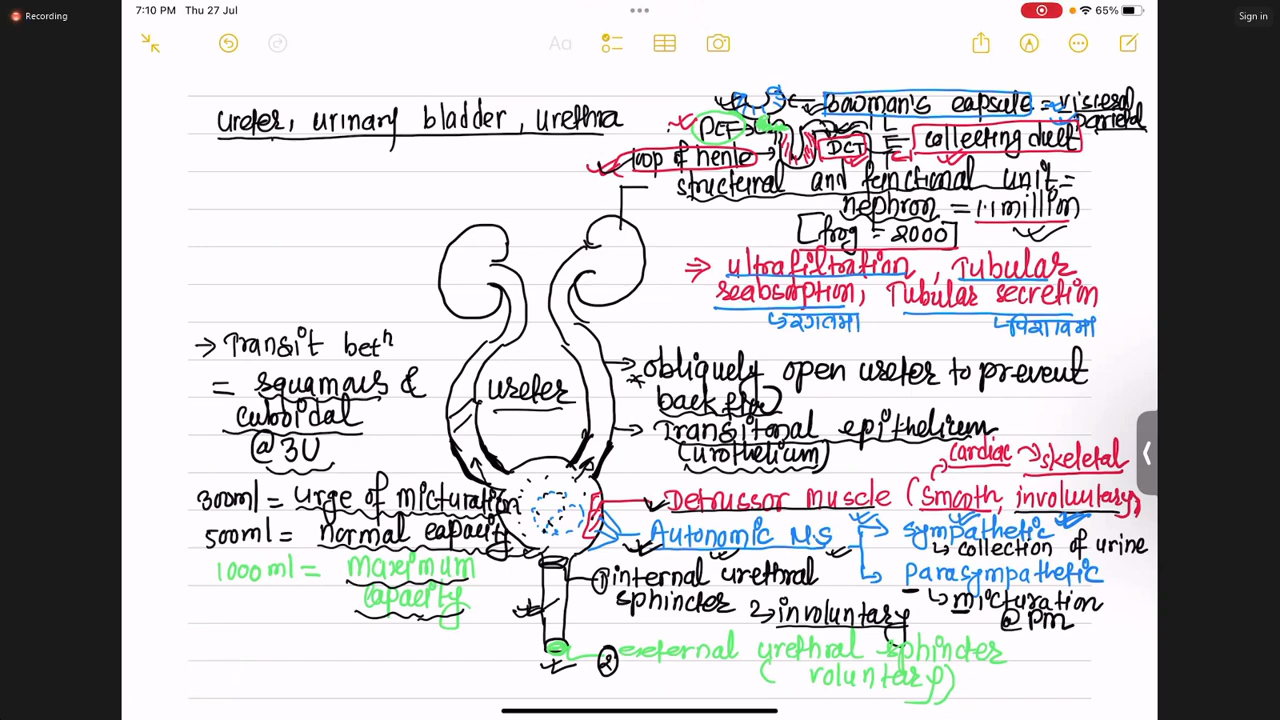 Recording
7:10 PM Thu 27 Jul
65%
Sign in
Aa
ureter, urinary bladder, urethra
Bowman's capsule = visceral
parietal
PCT
DCT
collecting duct
loop of henle
structural and functional unit =
nephron = 1.1 million
[frog = 2000]
⇒ ultrafiltration, Tubular
reabsorption, Tubular secretion
→ Transit betⁿ
= squamous &
cuboidal
@ 3U
ureter
* obliquely open ureter to prevent
back flow
Transitonal epithelium
(urothelium)
cardiac → skeletal
300ml = urge of micturation
Detrussor muscle (smooth, involuntary)
500ml = normal capacity
Autonomic N.S
sympathetic
↳ collection of urine
1000ml = maximum
capacity
Parasympathetic
↳ micturation
@ PM
① internal urethral
sphincter
involuntary
② external urethral sphincter
(voluntary)